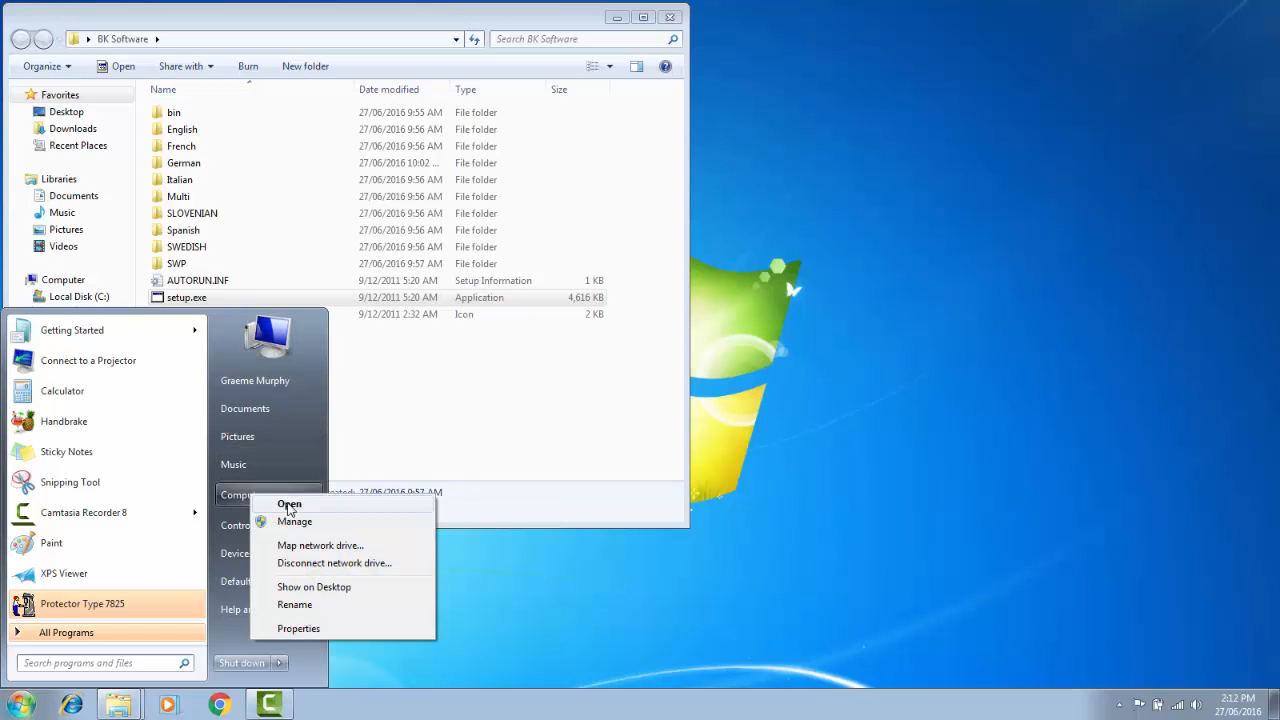 BK Software
Search BK Software
Organize
Open
Share with
Burn
New folder
Name
Date modified
Type
Size
Favorites
Desktop
Downloads
Recent Places
Libraries
Documents
Music
Pictures
Videos
Computer
Local Disk (C:)
bin 27/06/2016 9:55 AM File folder
English 27/06/2016 9:56 AM File folder
French 27/06/2016 9:56 AM File folder
German 27/06/2016 10:02 ... File folder
Italian 27/06/2016 9:56 AM File folder
Multi 27/06/2016 9:56 AM File folder
SLOVENIAN 27/06/2016 9:56 AM File folder
Spanish 27/06/2016 9:56 AM File folder
SWEDISH 27/06/2016 9:56 AM File folder
SWP 27/06/2016 9:57 AM File folder
AUTORUN.INF 9/12/2011 5:20 AM Setup Information 1 KB
setup.exe 9/12/2011 5:20 AM Application 4,616 KB
9/12/2011 2:32 AM Icon 2 KB
27/06/2016 9:57 AM
Getting Started
Connect to a Projector
Calculator
Handbrake
Sticky Notes
Snipping Tool
Camtasia Recorder 8
Paint
XPS Viewer
Protector Type 7825
All Programs
Search programs and files
Graeme Murphy
Documents
Pictures
Music
Compu
Contro
Device
Defaul
Help a
Shut down
Open
Manage
Map network drive...
Disconnect network drive...
Show on Desktop
Rename
Properties
2:12 PM
27/06/2016